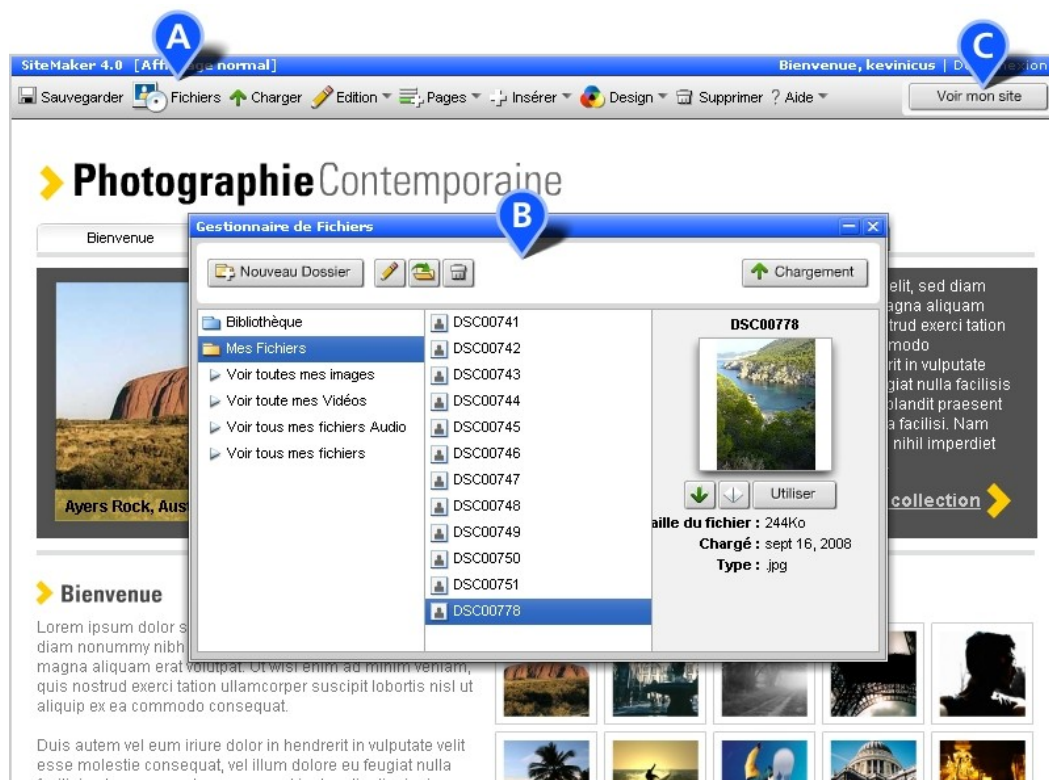 A
C
SiteMaker 4.0 [Affichage normal]
Bienvenue, kevinicus | Déconnexion
Sauvegarder Fichiers Charger Edition Pages Insérer Design Supprimer ? Aide
Voir mon site
Photographie Contemporaine
B
Bienvenue
Gestionnaire de Fichiers
Nouveau Dossier
Chargement
Bibliothèque
Mes Fichiers
Voir toutes mes images
Voir toute mes Vidéos
Voir tous mes fichiers Audio
Voir tous mes fichiers
DSC00741
DSC00742
DSC00743
DSC00744
DSC00745
DSC00746
DSC00747
DSC00748
DSC00749
DSC00750
DSC00751
DSC00778
DSC00778
Utiliser
aille du fichier : 244Ko
Chargé : sept 16, 2008
Type : .jpg
elit, sed diam
agna aliquam
trud exerci tation
modo
rit in vulputate
giat nulla facilisis
blandit praesent
a facilisi. Nam
nihil imperdiet
collection
Ayers Rock, Aus
Bienvenue
Lorem ipsum dolor s
diam nonummy nibh
magna aliquam erat volutpat. Ut wisi enim ad minim veniam,
quis nostrud exerci tation ullamcorper suscipit lobortis nisl ut
aliquip ex ea commodo consequat.
Duis autem vel eum iriure dolor in hendrerit in vulputate velit
esse molestie consequat, vel illum dolore eu feugiat nulla